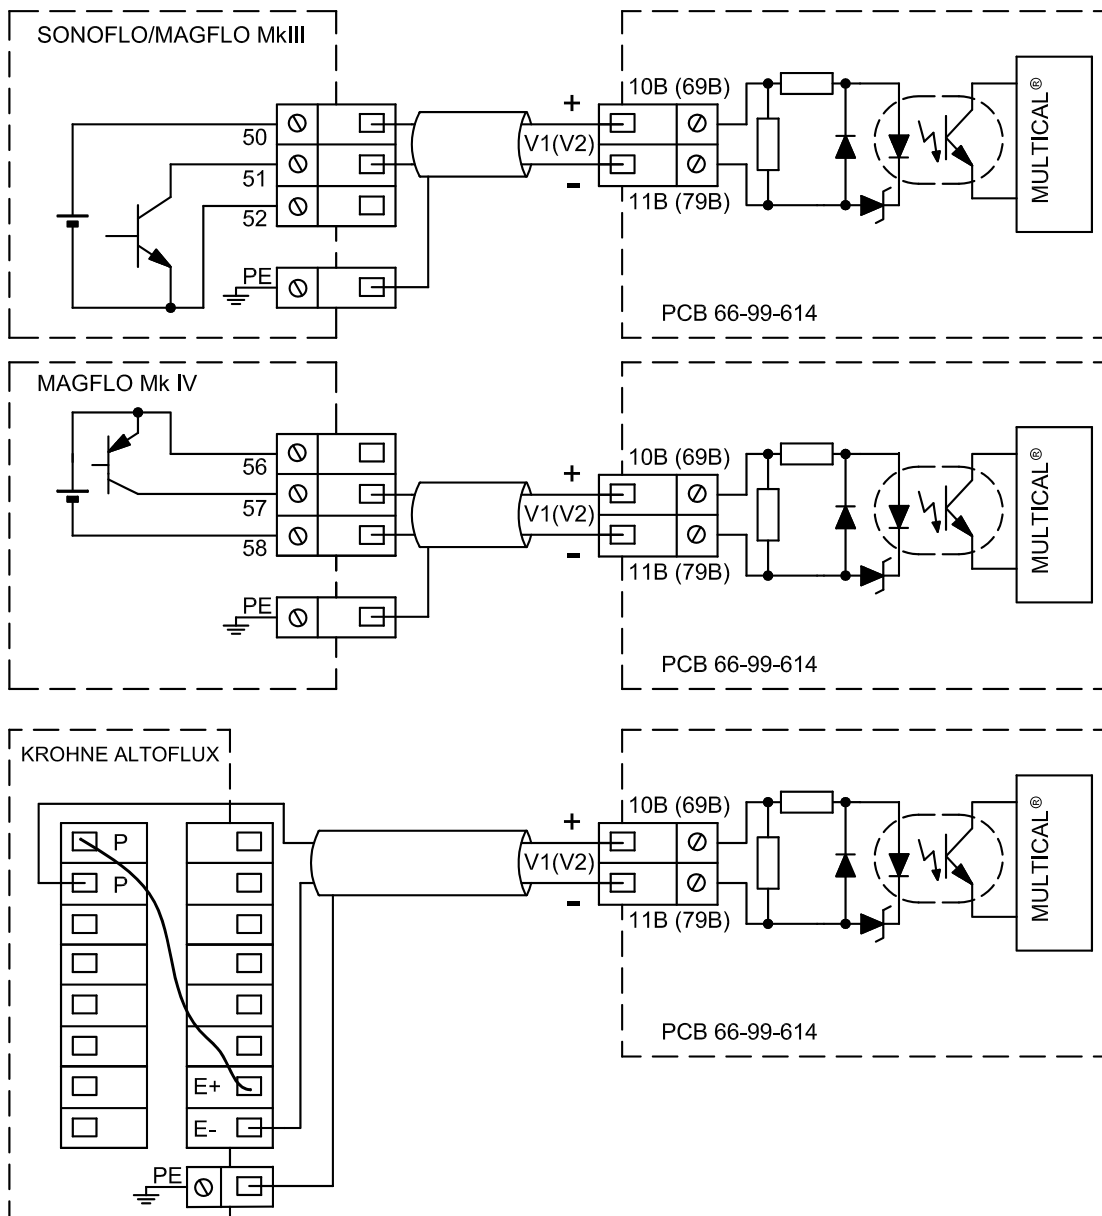 SONOFLO/MAGFLO MkIII
50
51
52
PE
+
V1(V2)
-
10B (69B)
11B (79B)
MULTICAL®
PCB 66-99-614
MAGFLO Mk IV
56
57
58
PE
+
V1(V2)
-
10B (69B)
11B (79B)
MULTICAL®
PCB 66-99-614
KROHNE ALTOFLUX
P
P
E+
E-
PE
+
V1(V2)
-
10B (69B)
11B (79B)
MULTICAL®
PCB 66-99-614